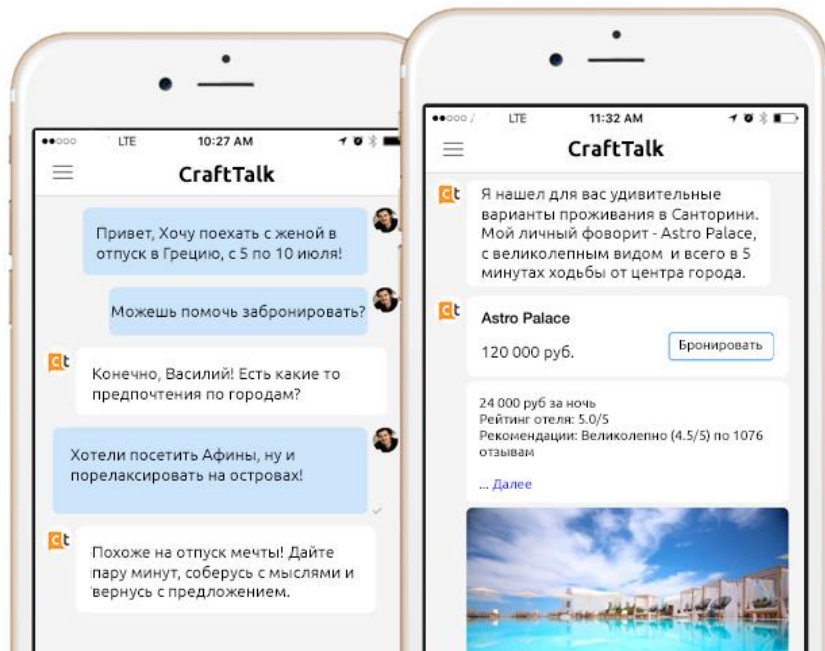 LTE
10:27 AM
CraftTalk
Привет, Хочу поехать с женой в
отпуск в Грецию, с 5 по 10 июля!
Можешь помочь забронировать?
ct
Конечно, Василий! Есть какие то
предпочтения по городам?
Хотели посетить Афины, ну и
порелаксировать на островах!
ct
Похоже на отпуск мечты! Дайте
пару минут, соберусь с мыслями и
вернусь с предложением.
LTE
11:32 AM
CraftTalk
ct
Я нашел для вас удивительные
варианты проживания в Санторини.
Мой личный фоворит - Astro Palace,
с великолепным видом и всего в 5
минутах ходьбы от центра города.
ct
Astro Palace
120 000 руб.
Бронировать
24 000 руб за ночь
Рейтинг отеля: 5.0/5
Рекомендации: Великолепно (4.5/5) по 1076
отзывам
... Далее